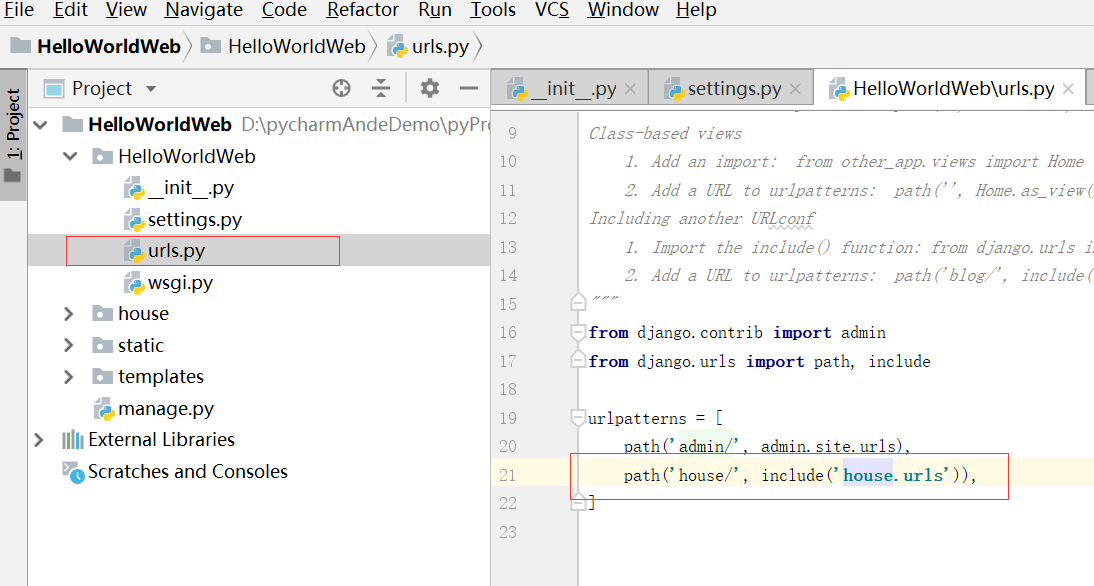 File Edit View Navigate Code Refactor Run Tools VCS Window Help
HelloWorldWeb HelloWorldWeb urls.py
1: Project
Project
__init__.py settings.py HelloWorldWeb\urls.py
HelloWorldWeb D:\pycharmAndeDemo\pyPro
HelloWorldWeb
__init__.py
settings.py
urls.py
wsgi.py
house
static
templates
manage.py
External Libraries
Scratches and Consoles
9 Class-based views
10 1. Add an import: from other_app.views import Home
11 2. Add a URL to urlpatterns: path('', Home.as_view()
12 Including another URLconf
13 1. Import the include() function: from django.urls i
14 2. Add a URL to urlpatterns: path('blog/', include(
15 """
16 from django.contrib import admin
17 from django.urls import path, include
18
19 urlpatterns = [
20 path('admin/', admin.site.urls),
21 path('house/', include('house.urls')),
22 ]
23